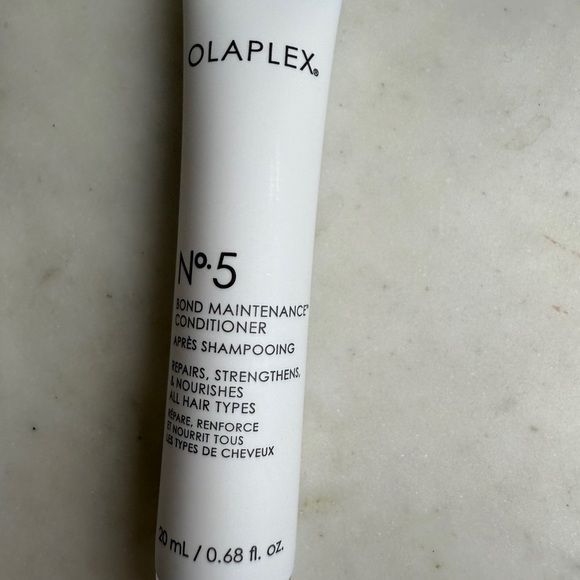 OLAPLEX®
Nº.5
BOND MAINTENANCE™
CONDITIONER
APRÈS SHAMPOOING
REPAIRS, STRENGTHENS,
& NOURISHES
ALL HAIR TYPES
RÉPARE, RENFORCE
ET NOURRIT TOUS
LES TYPES DE CHEVEUX
20 mL / 0.68 fl. oz.